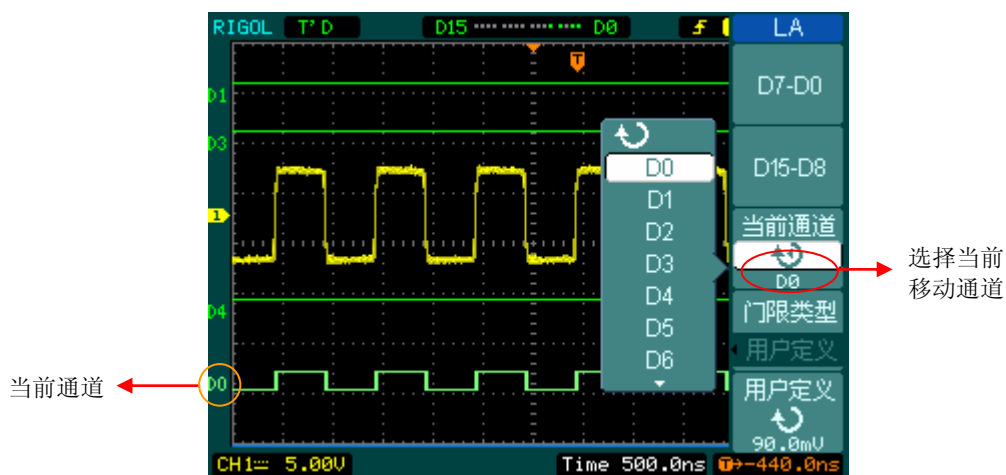 RIGOL T'D D15 D0 LA
D7-D0
D1
D3
D15-D8
1
D4
D0
D0
D1
D2
D3
D4
D5
D6
当前通道
D0
门限类型
用户定义
用户定义
90.0mV
CH1 5.00V Time 500.0ns T→-440.0ns
T
选择当前
移动通道
当前通道